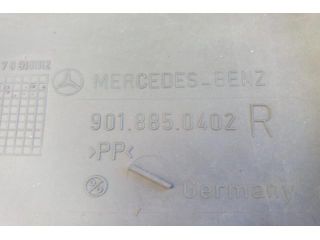 MERCEDES-BENZ
901.885.0402 R
>PP<
Germany